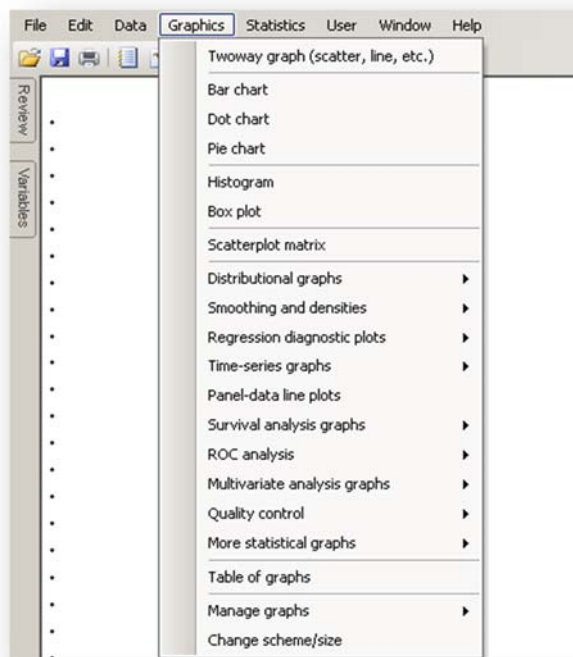 File Edit Data Graphics Statistics User Window Help
Review
Variables
Twoway graph (scatter, line, etc.)
Bar chart
Dot chart
Pie chart
Histogram
Box plot
Scatterplot matrix
Distributional graphs
Smoothing and densities
Regression diagnostic plots
Time-series graphs
Panel-data line plots
Survival analysis graphs
ROC analysis
Multivariate analysis graphs
Quality control
More statistical graphs
Table of graphs
Manage graphs
Change scheme/size